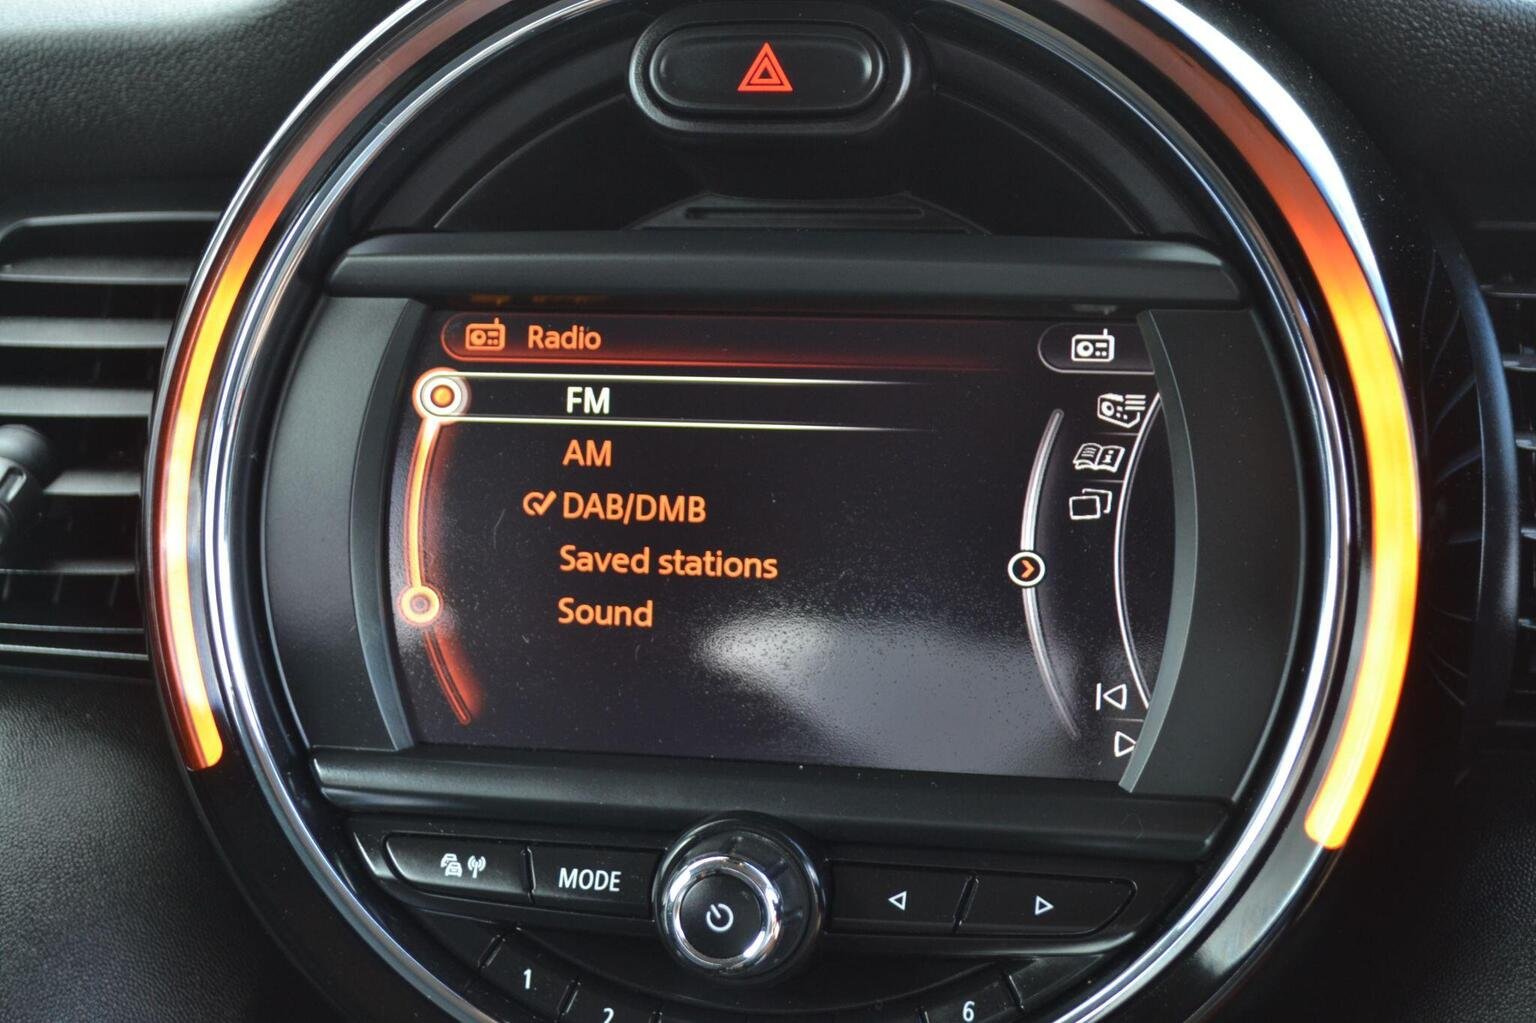 Radio
FM
AM
DAB/DMB
Saved stations
Sound
MODE
1
2
6